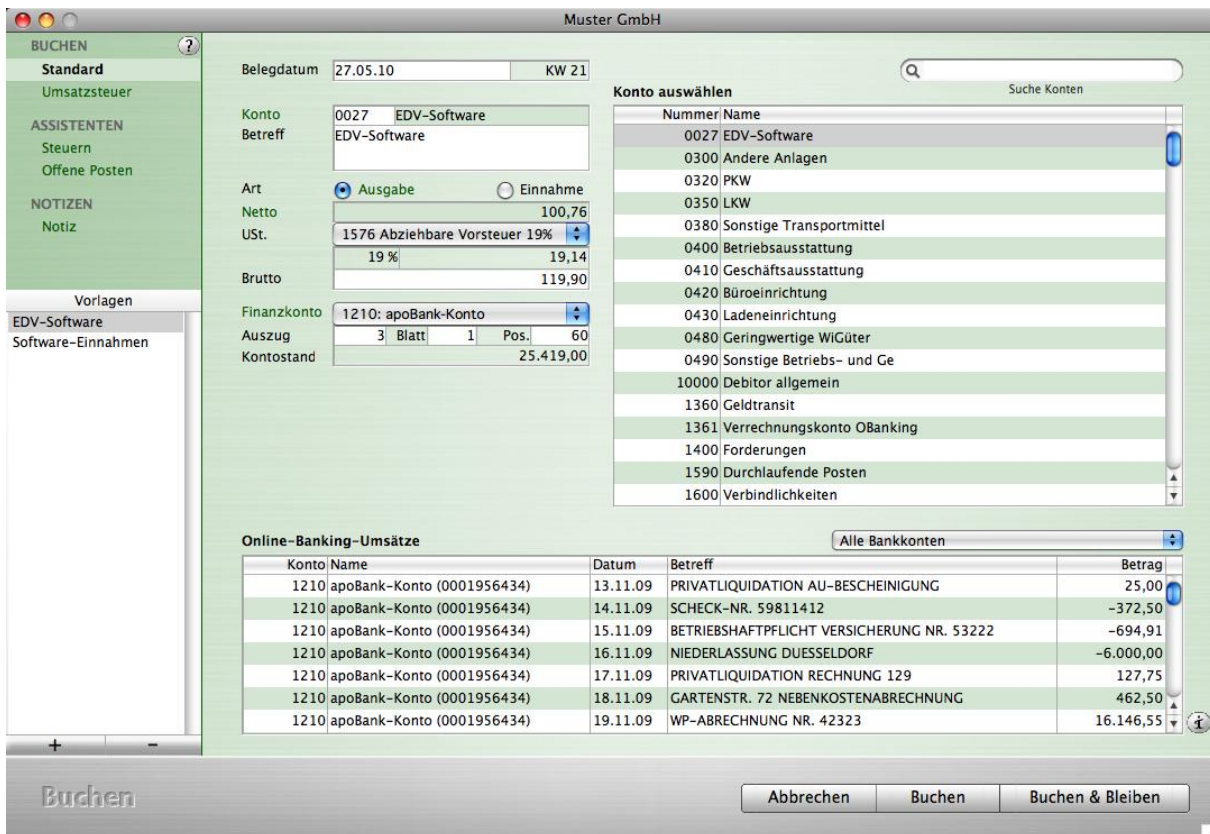 Muster GmbH
BUCHEN ?
Standard
Umsatzsteuer
ASSISTENTEN
Steuern
Offene Posten
NOTIZEN
Notiz
Vorlagen
EDV-Software
Software-Einnahmen
+ −
Belegdatum 27.05.10 KW 21
Konto 0027 EDV-Software
Betreff EDV-Software
Art Ausgabe Einnahme
Netto 100,76
USt. 1576 Abziehbare Vorsteuer 19%
19 % 19,14
Brutto 119,90
Finanzkonto 1210: apoBank-Konto
Auszug 3 Blatt 1 Pos. 60
Kontostand 25.419,00
Suche Konten
Konto auswählen
Nummer Name
0027 EDV-Software
0300 Andere Anlagen
0320 PKW
0350 LKW
0380 Sonstige Transportmittel
0400 Betriebsausstattung
0410 Geschäftsausstattung
0420 Büroeinrichtung
0430 Ladeneinrichtung
0480 Geringwertige WiGüter
0490 Sonstige Betriebs- und Ge
10000 Debitor allgemein
1360 Geldtransit
1361 Verrechnungskonto OBanking
1400 Forderungen
1590 Durchlaufende Posten
1600 Verbindlichkeiten
Online-Banking-Umsätze Alle Bankkonten
Konto Name Datum Betreff Betrag
1210 apoBank-Konto (0001956434) 13.11.09 PRIVATLIQUIDATION AU-BESCHEINIGUNG 25,00
1210 apoBank-Konto (0001956434) 14.11.09 SCHECK-NR. 59811412 -372,50
1210 apoBank-Konto (0001956434) 15.11.09 BETRIEBSHAFTPFLICHT VERSICHERUNG NR. 53222 -694,91
1210 apoBank-Konto (0001956434) 16.11.09 NIEDERLASSUNG DUESSELDORF -6.000,00
1210 apoBank-Konto (0001956434) 17.11.09 PRIVATLIQUIDATION RECHNUNG 129 127,75
1210 apoBank-Konto (0001956434) 18.11.09 GARTENSTR. 72 NEBENKOSTENABRECHNUNG 462,50
1210 apoBank-Konto (0001956434) 19.11.09 WP-ABRECHNUNG NR. 42323 16.146,55
i
Buchen
Abbrechen Buchen Buchen & Bleiben